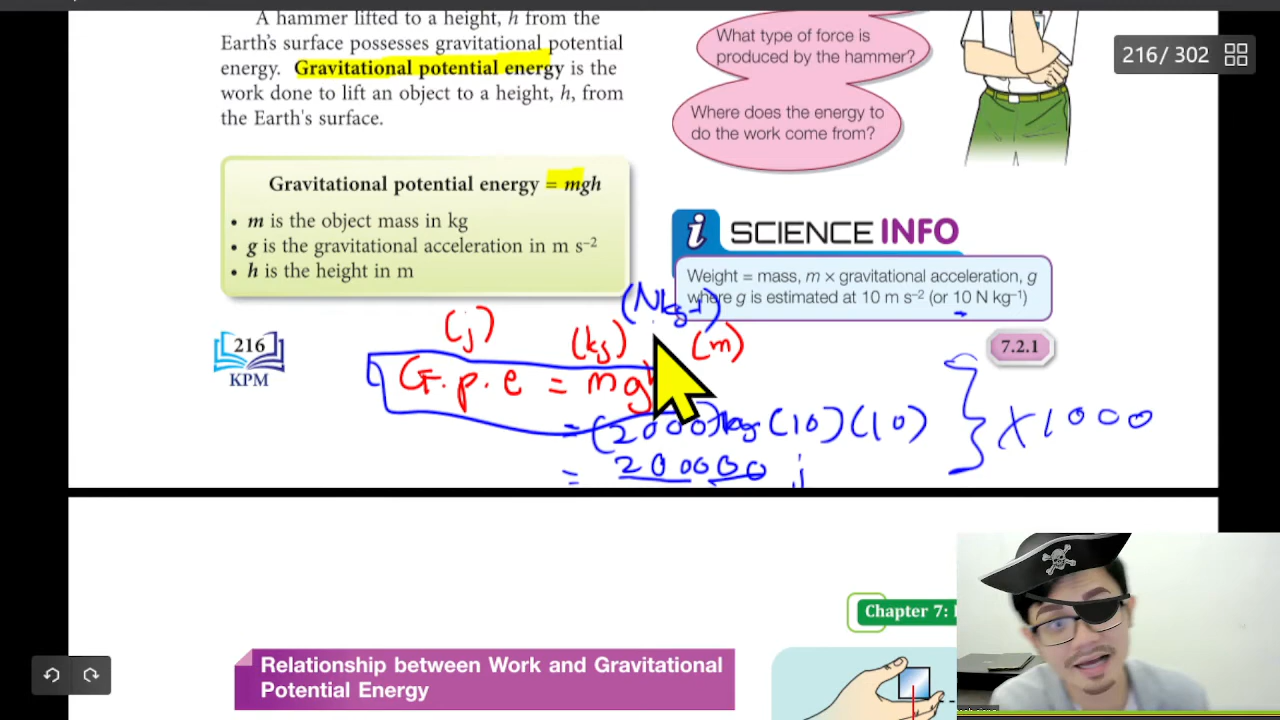 A hammer lifted to a height, h from the
Earth's surface possesses gravitational potential
energy. Gravitational potential energy is the
work done to lift an object to a height, h, from
the Earth's surface.
What type of force is
produced by the hammer?
Where does the energy to
do the work come from?
216/ 302
Gravitational potential energy = mgh
• m is the object mass in kg
• g is the gravitational acceleration in m s⁻²
• h is the height in m
i SCIENCE INFO
Weight = mass, m × gravitational acceleration, g
where g is estimated at 10 m s⁻² (or 10 N kg⁻¹)
216
KPM
7.2.1
(Nkg⁻¹)
(j) (kg) (m)
G.p.e = mgh
= (2000)kg (10)(10) } x1000
= 200000 j
Chapter 7:
Relationship between Work and Gravitational
Potential Energy